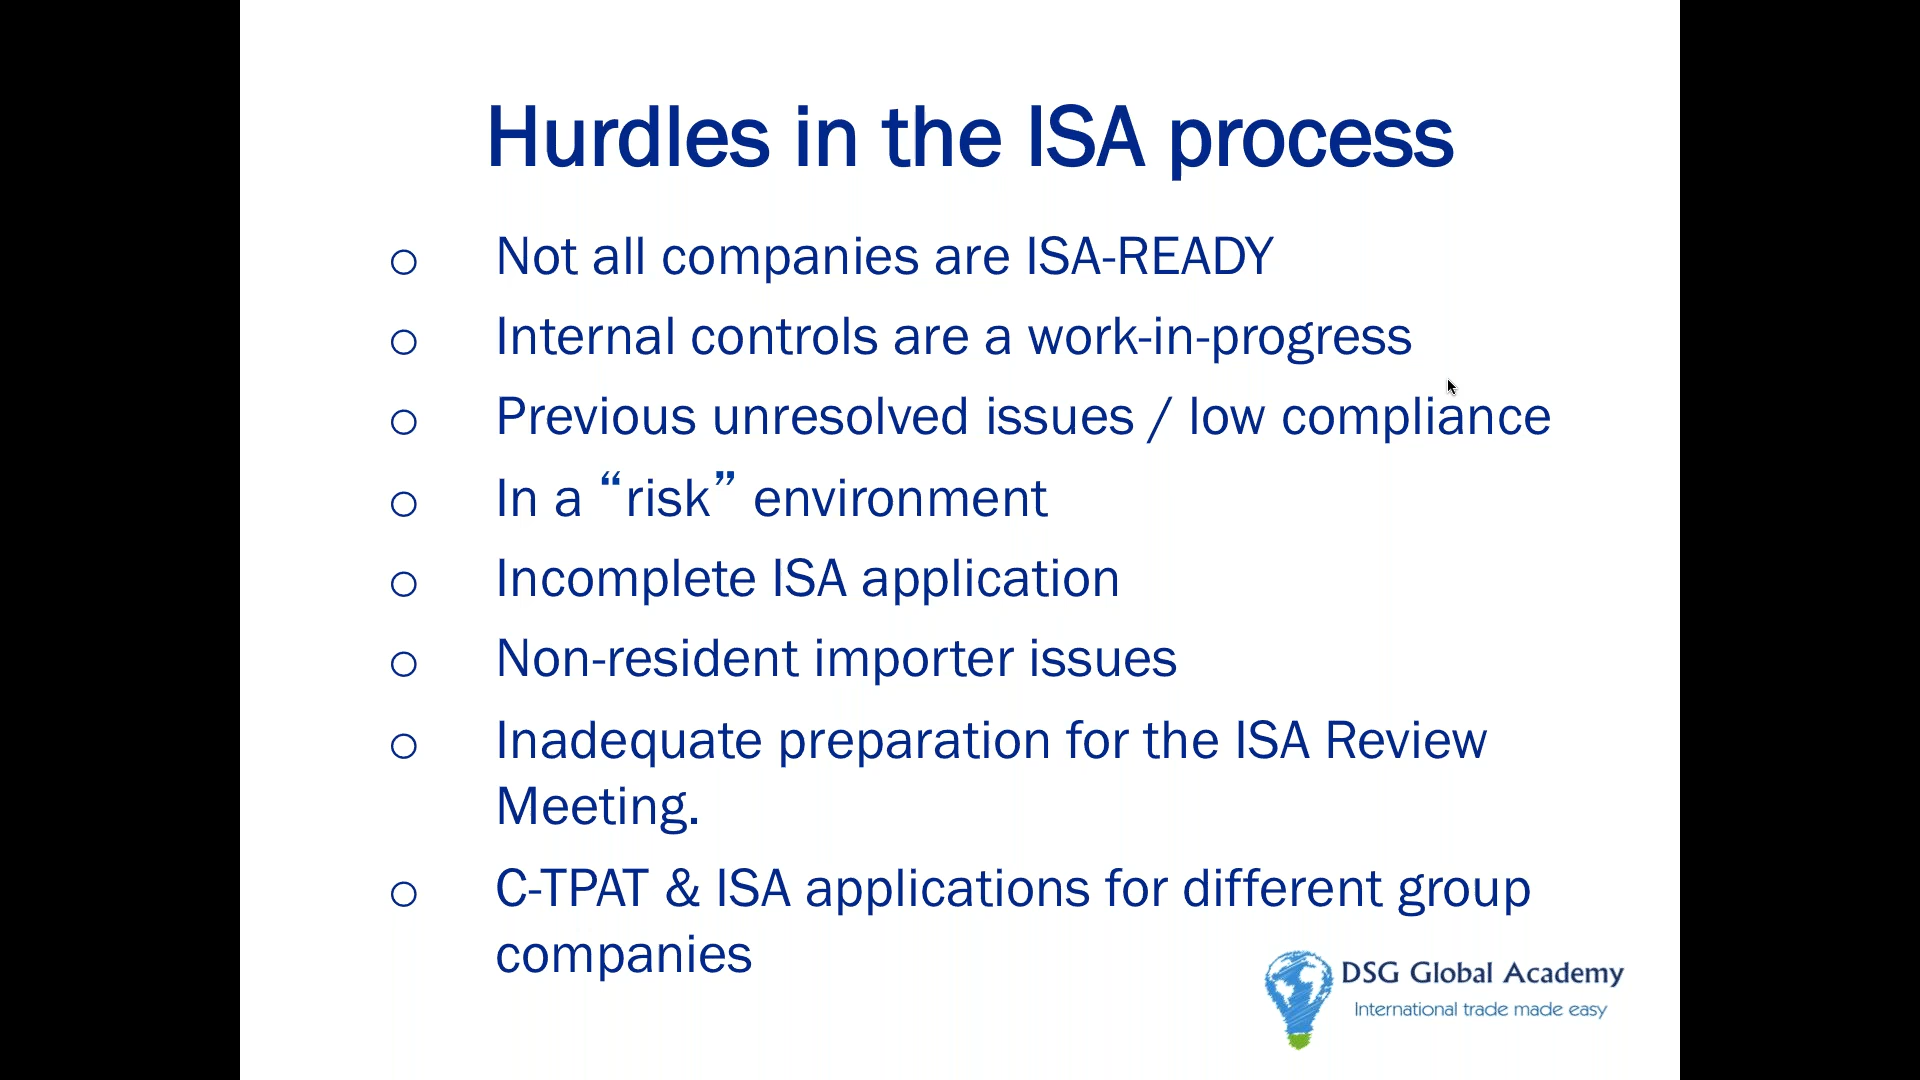 Hurdles in the ISA process
Not all companies are ISA-READY
Internal controls are a work-in-progress
Previous unresolved issues / low compliance
In a “risk” environment
Incomplete ISA application
Non-resident importer issues
Inadequate preparation for the ISA Review
Meeting.
C-TPAT & ISA applications for different group
companies
DSG Global Academy
International trade made easy